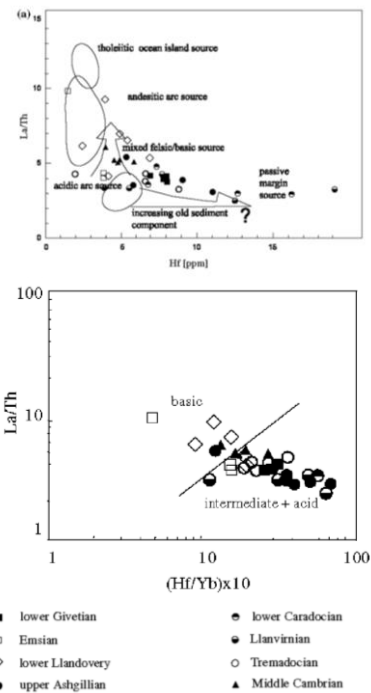 (a)
15
10
5
0
La/Th
tholeiitic ocean island source
andesitic arc source
mixed felsic/basic source
acidic arc source
passive
margin
source
increasing old sediment
component
?
0
5
10
15
Hf [ppm]
100
10
1
La/Th
basic
intermediate + acid
1
10
100
(Hf/Yb)x10
lower Givetian
Emsian
lower Llandovery
upper Ashgillian
lower Caradocian
Llanvirnian
Tremadocian
Middle Cambrian